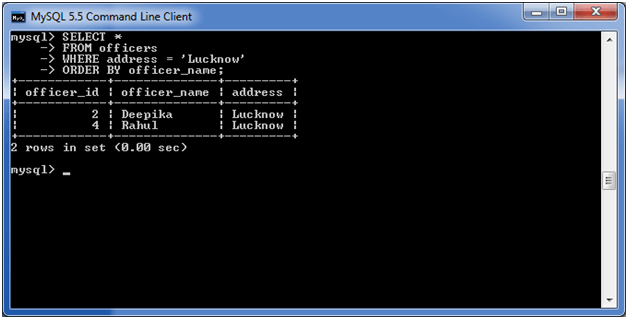 MySQL 5.5 Command Line Client
mysql> SELECT *
    -> FROM officers
    -> WHERE address = 'Lucknow'
    -> ORDER BY officer_name;
+------------+--------------+---------+
| officer_id | officer_name | address |
+------------+--------------+---------+
|          2 | Deepika      | Lucknow |
|          4 | Rahul        | Lucknow |
+------------+--------------+---------+
2 rows in set (0.00 sec)
mysql> _